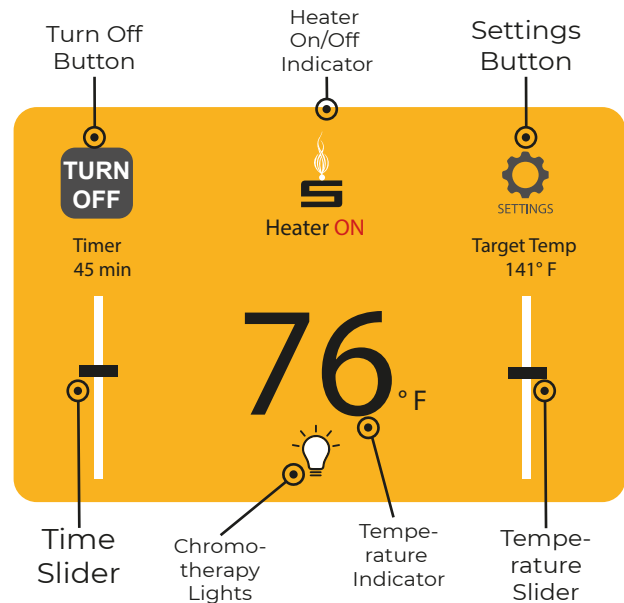 Turn Off
Button
Heater
On/Off
Indicator
Settings
Button
TURN
OFF
Heater ON
SETTINGS
Timer
45 min
Target Temp
141° F
76 ° F
Time
Slider
Chromo-
therapy
Lights
Tempe-
rature
Indicator
Tempe-
rature
Slider